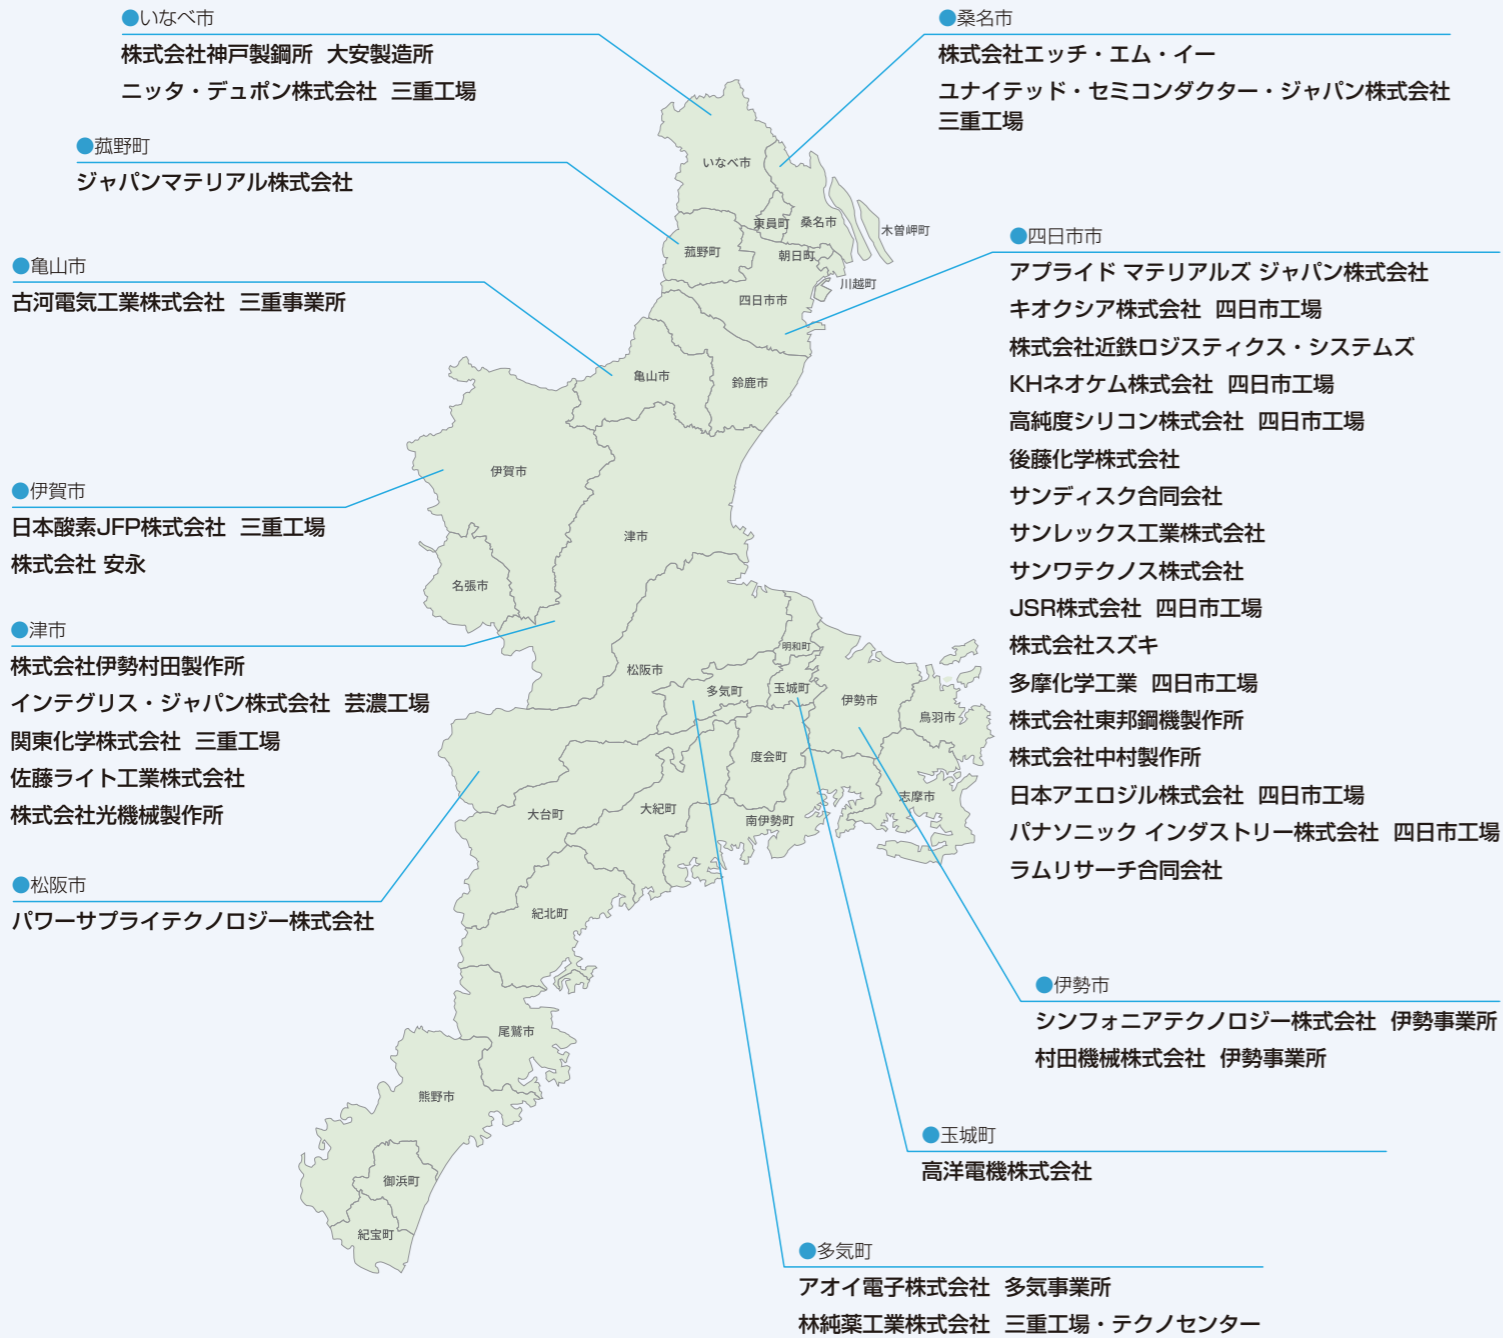 ●いなべ市
株式会社神戸製鋼所 大安製造所
ニッタ・デュポン株式会社 三重工場
●桑名市
株式会社エッチ・エム・イー
ユナイテッド・セミコンダクター・ジャパン株式会社
三重工場
●菰野町
ジャパンマテリアル株式会社
●亀山市
古河電気工業株式会社 三重事業所
●四日市市
アプライド マテリアルズ ジャパン株式会社
キオクシア株式会社 四日市工場
株式会社近鉄ロジスティクス・システムズ
KHネオケム株式会社 四日市工場
高純度シリコン株式会社 四日市工場
後藤化学株式会社
サンディスク合同会社
サンレックス工業株式会社
サンワテクノス株式会社
JSR株式会社 四日市工場
株式会社スズキ
多摩化学工業 四日市工場
株式会社東邦鋼機製作所
株式会社中村製作所
日本アエロジル株式会社 四日市工場
パナソニック インダストリー株式会社 四日市工場
ラムリサーチ合同会社
●伊賀市
日本酸素JFP株式会社 三重工場
株式会社 安永
●津市
株式会社伊勢村田製作所
インテグリス・ジャパン株式会社 芸濃工場
関東化学株式会社 三重工場
佐藤ライト工業株式会社
株式会社光機械製作所
●松阪市
パワーサプライテクノロジー株式会社
●伊勢市
シンフォニアテクノロジー株式会社 伊勢事業所
村田機械株式会社 伊勢事業所
●玉城町
高洋電機株式会社
●多気町
アオイ電子株式会社 多気事業所
林純薬工業株式会社 三重工場・テクノセンター
いなべ市
東員町
桑名市
木曽岬町
菰野町
朝日町
川越町
四日市市
亀山市
鈴鹿市
伊賀市
津市
名張市
明和町
松阪市
多気町
玉城町
伊勢市
鳥羽市
度会町
志摩市
大台町
大紀町
南伊勢町
紀北町
尾鷲市
熊野市
御浜町
紀宝町